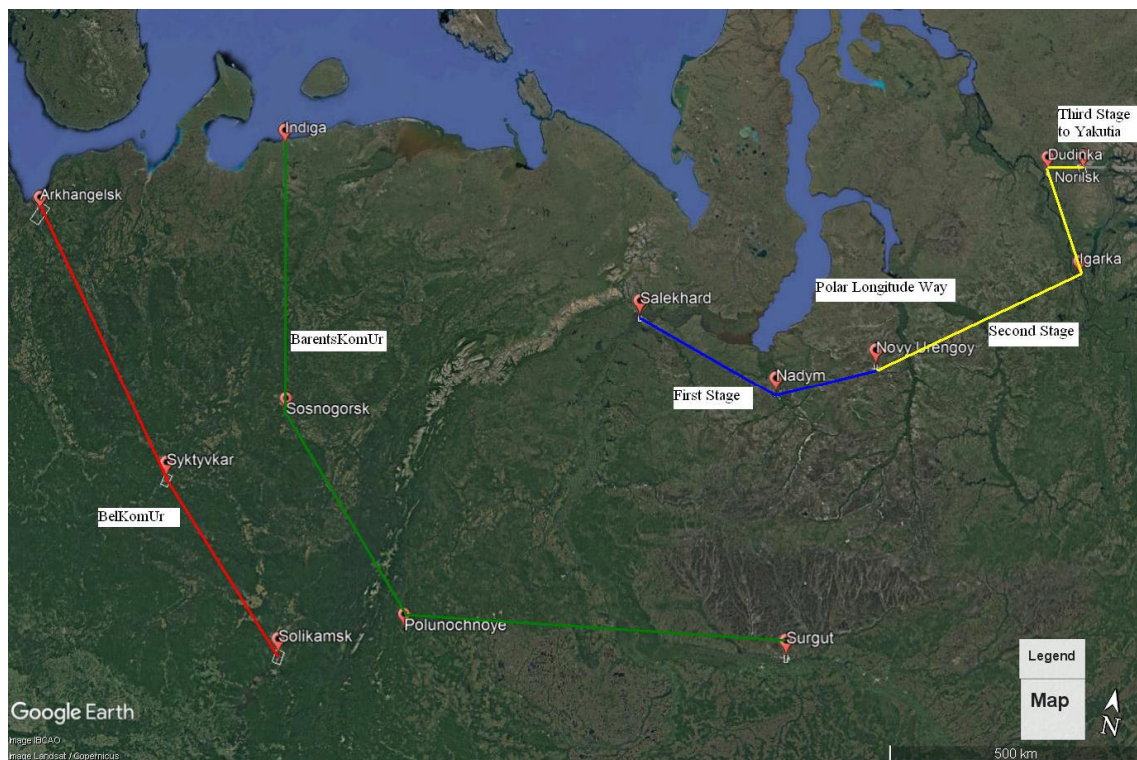 Third Stage
to Yakutia
Indiga
Dudinka
Norilsk
Arkhangelsk
Igarka
Polar Longitude Way
Salekhard
Second Stage
BarentsKomUr
Novy Urengoy
Nadym
First Stage
Sosnogorsk
Syktyvkar
BelKomUr
Polunochnoye
Solikamsk
Surgut
Legend
Map
Google Earth
N
Image IBCAO
Image Landsat / Copernicus
500 km